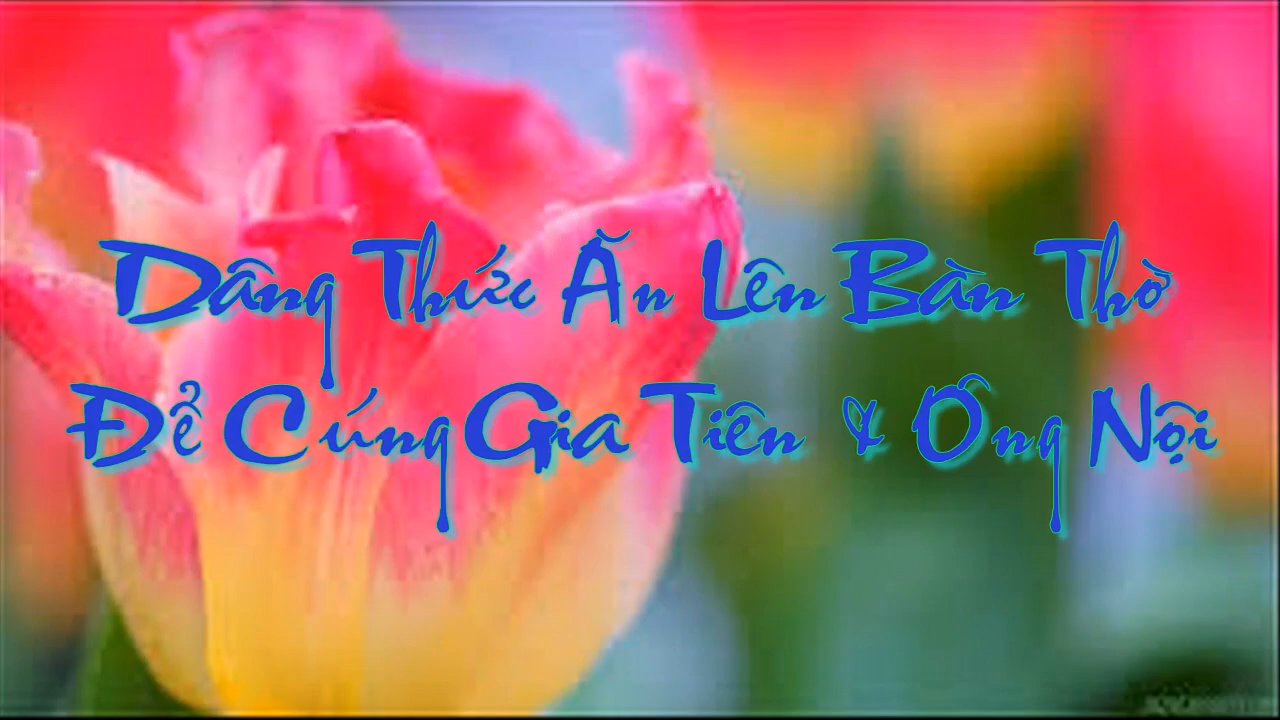 Dâng Thức Ăn Lên Bàn Thờ
Để Cúng Gia Tiên & Ông Nội